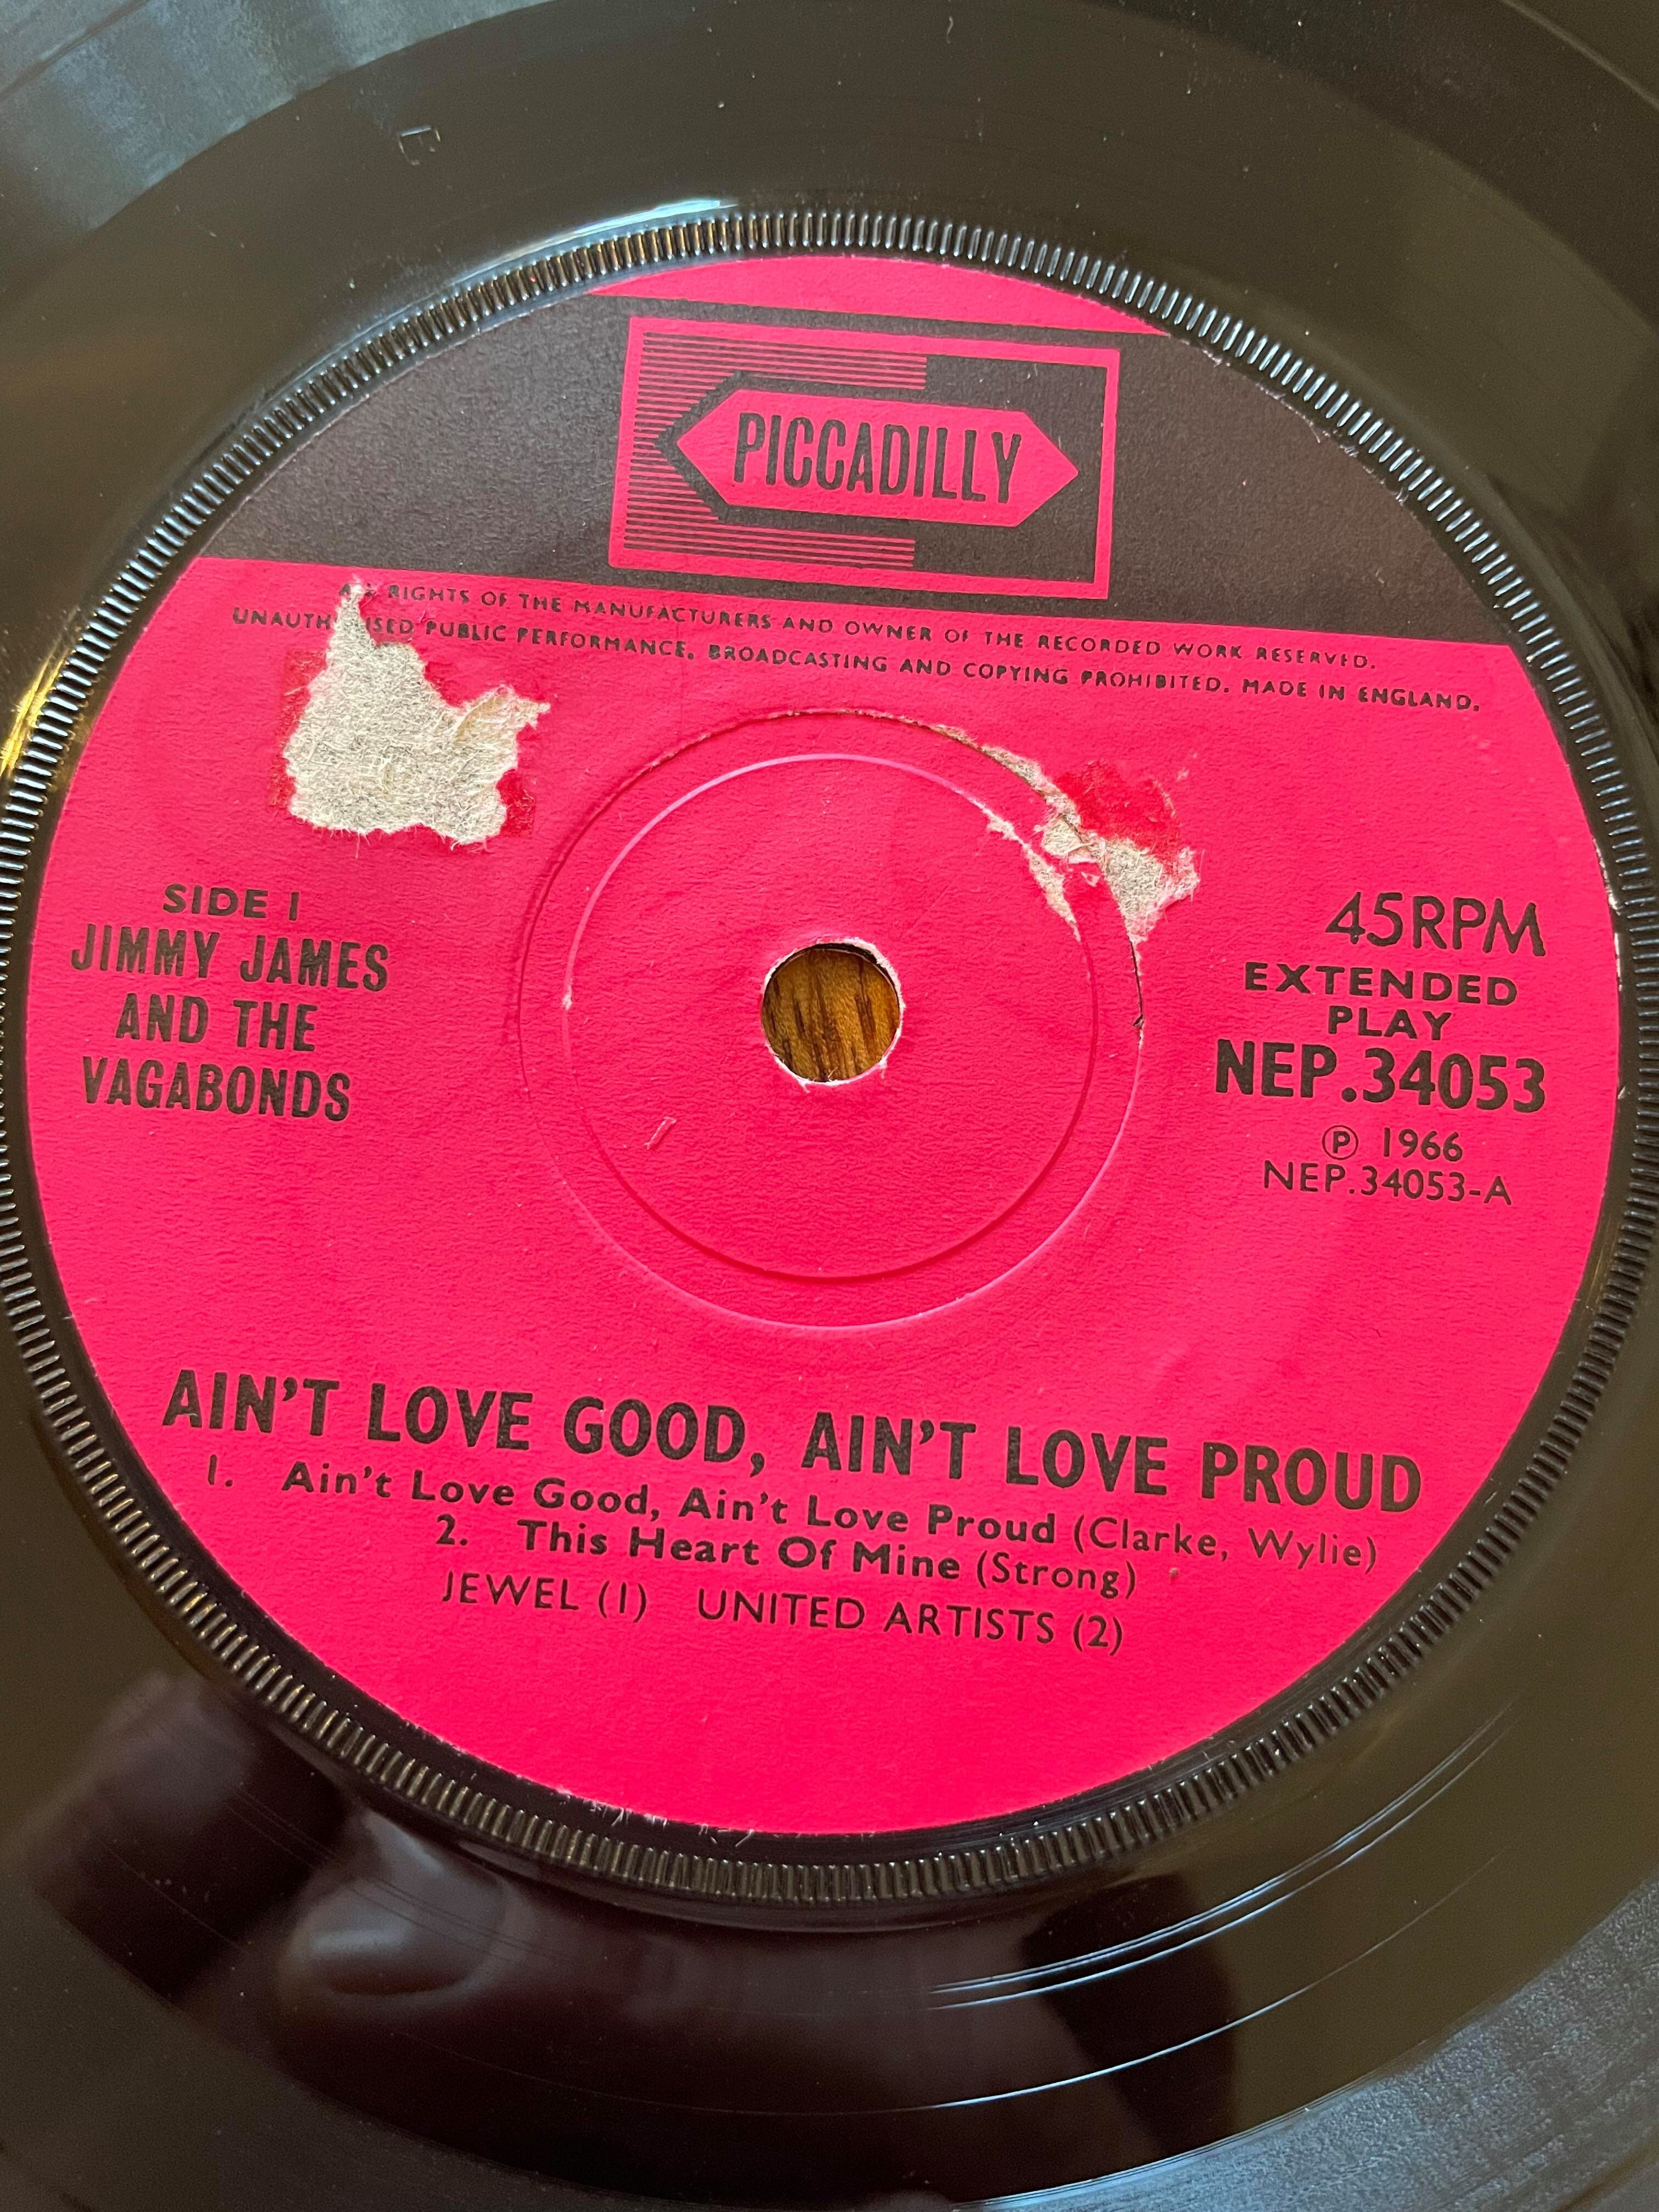 PICCADILLY
RIGHTS OF THE MANUFACTURERS AND OWNER OF THE RECORDED WORK RESERVED.
PUBLIC PERFORMANCE, BROADCASTING AND COPYING PROHIBITED. MADE IN ENGLAND.
SIDE 1
JIMMY JAMES
AND THE
VAGABONDS
45RPM
EXTENDED
PLAY
NEP.34053
Ⓟ 1966
NEP.34053-A
AIN'T LOVE GOOD, AIN'T LOVE PROUD
1. Ain't Love Good, Ain't Love Proud (Clarke, Wylie)
2. This Heart Of Mine (Strong)
JEWEL (1) UNITED ARTISTS (2)